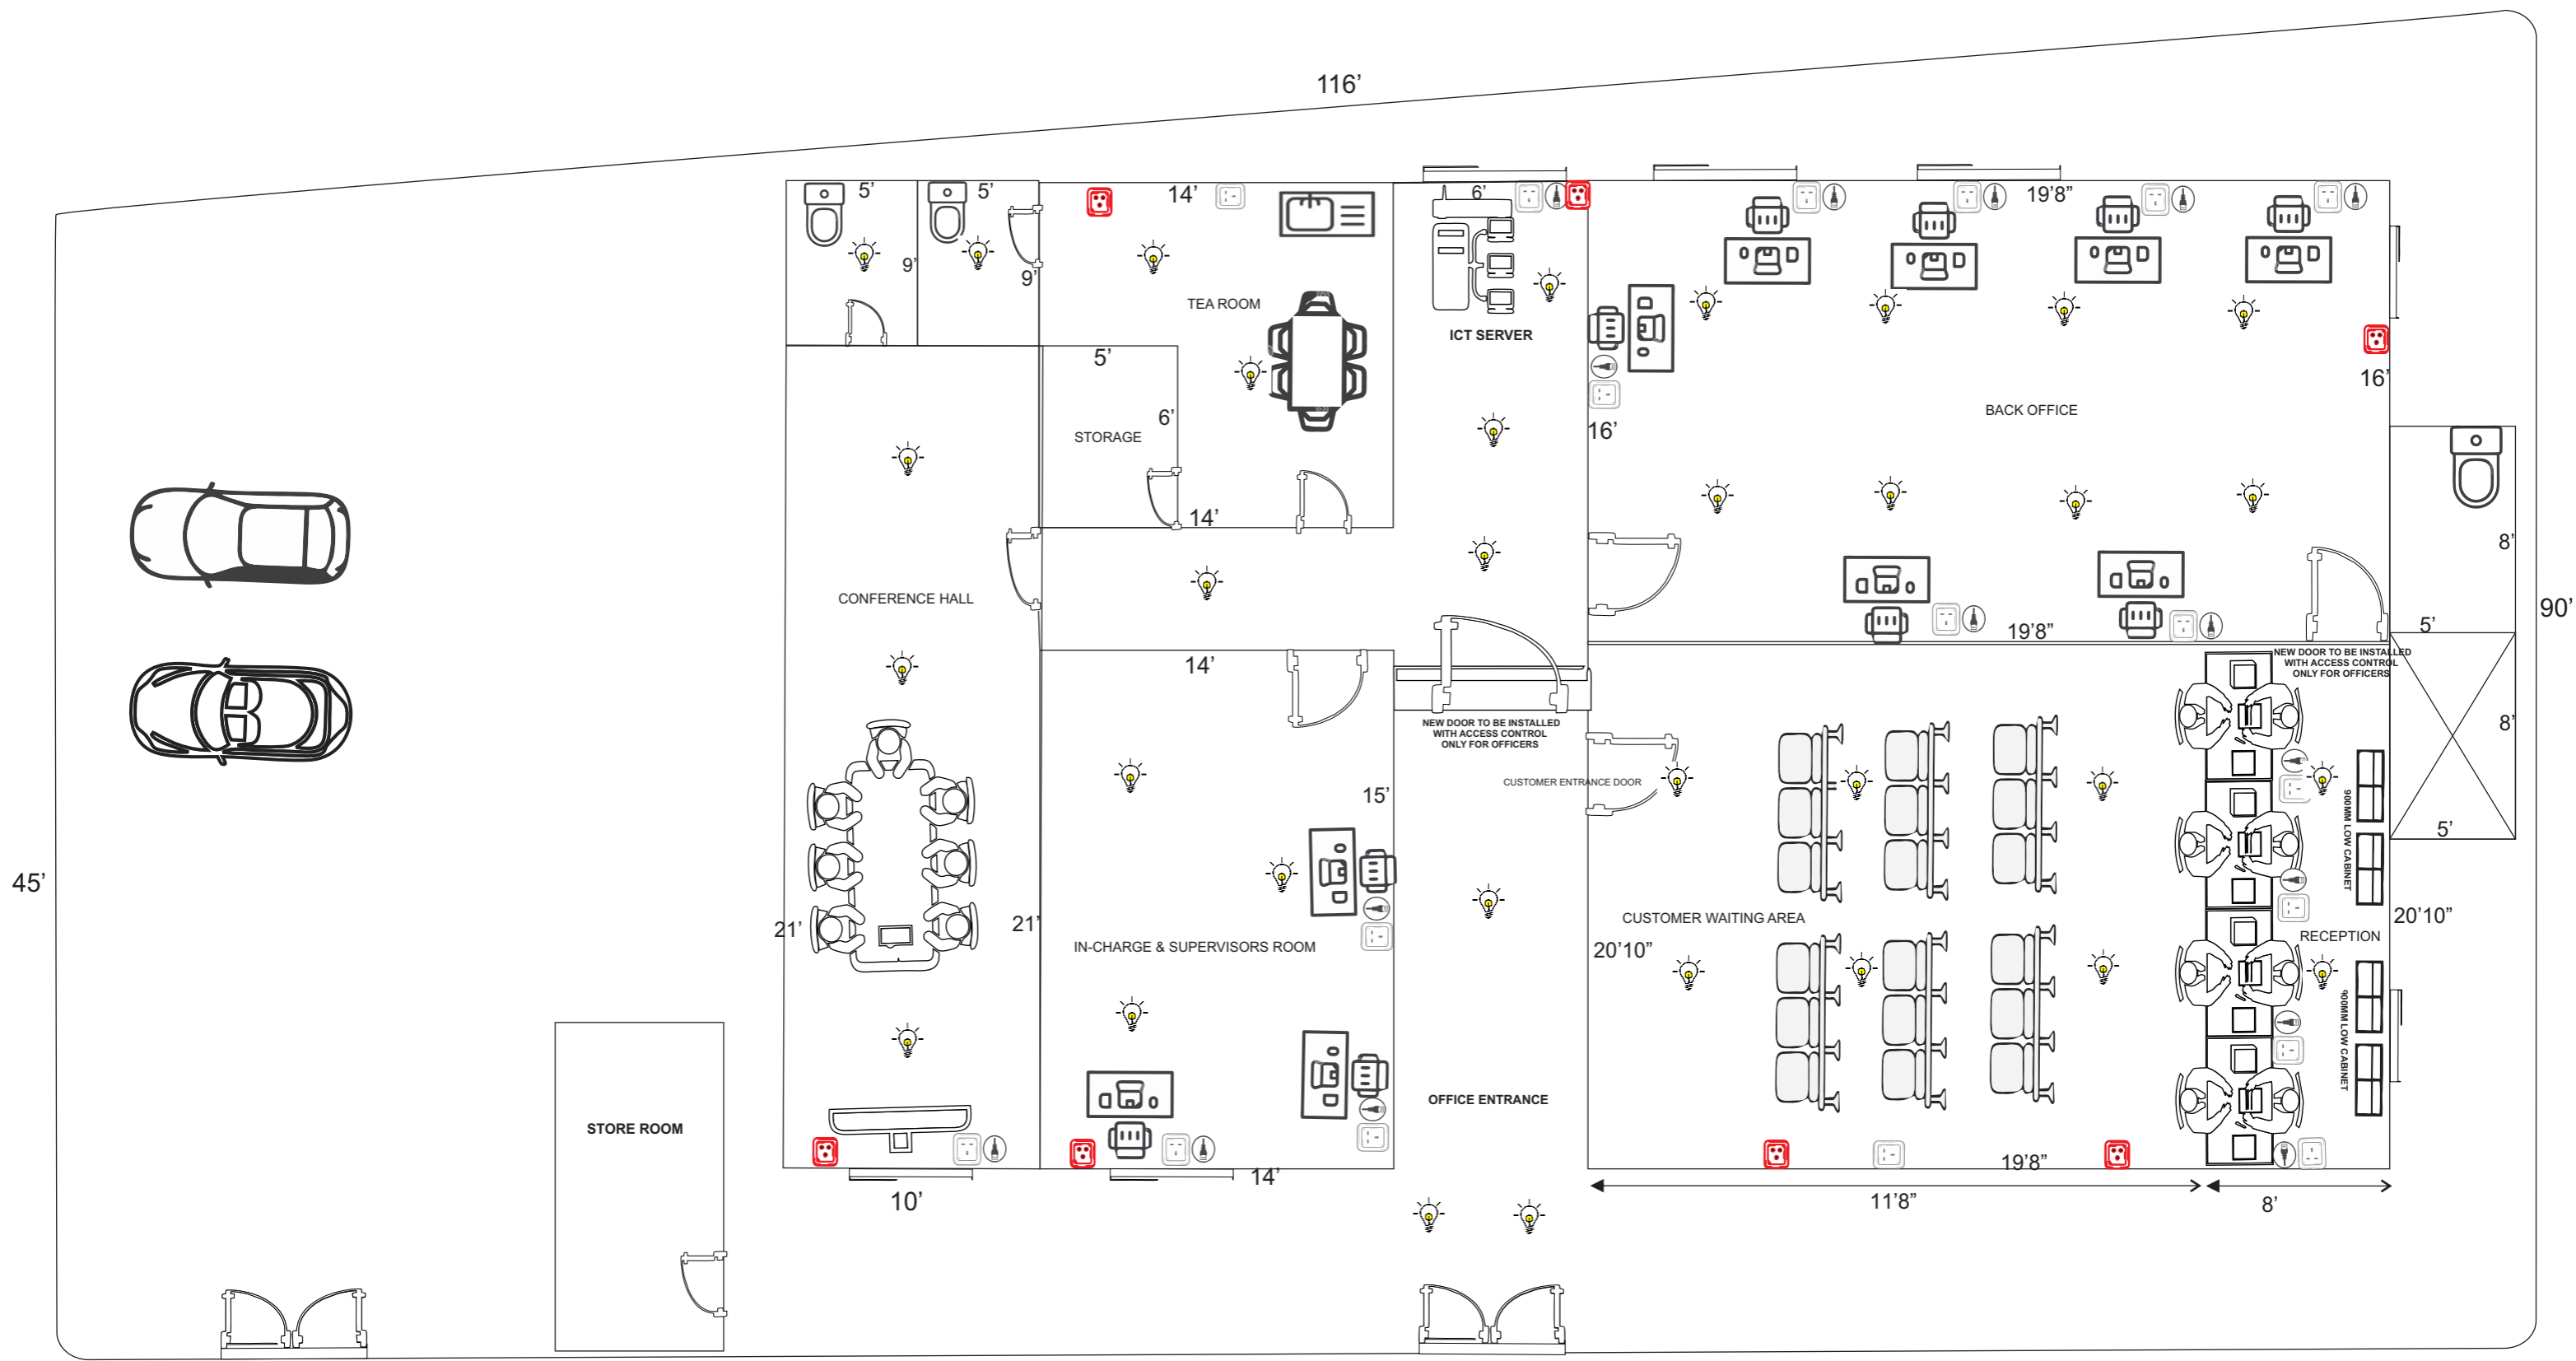 116’
5’
5’
14’
6’
19’8”
9’
9’
TEA ROOM
ICT SERVER
5’
16’
6’
BACK OFFICE
STORAGE
16’
14’
8’
CONFERENCE HALL
90’
19’8”
5’
14’
NEW DOOR TO BE INSTALLED
WITH ACCESS CONTROL
ONLY FOR OFFICERS
NEW DOOR TO BE INSTALLED
WITH ACCESS CONTROL
ONLY FOR OFFICERS
8’
CUSTOMER ENTRANCE DOOR
15’
900MM LOW CABINET
5’
45’
21’
21’
IN-CHARGE & SUPERVISORS ROOM
CUSTOMER WAITING AREA
20’10”
RECEPTION
20’10”
900MM LOW CABINET
OFFICE ENTRANCE
STORE ROOM
19’8”
14’
10’
11’8”
8’